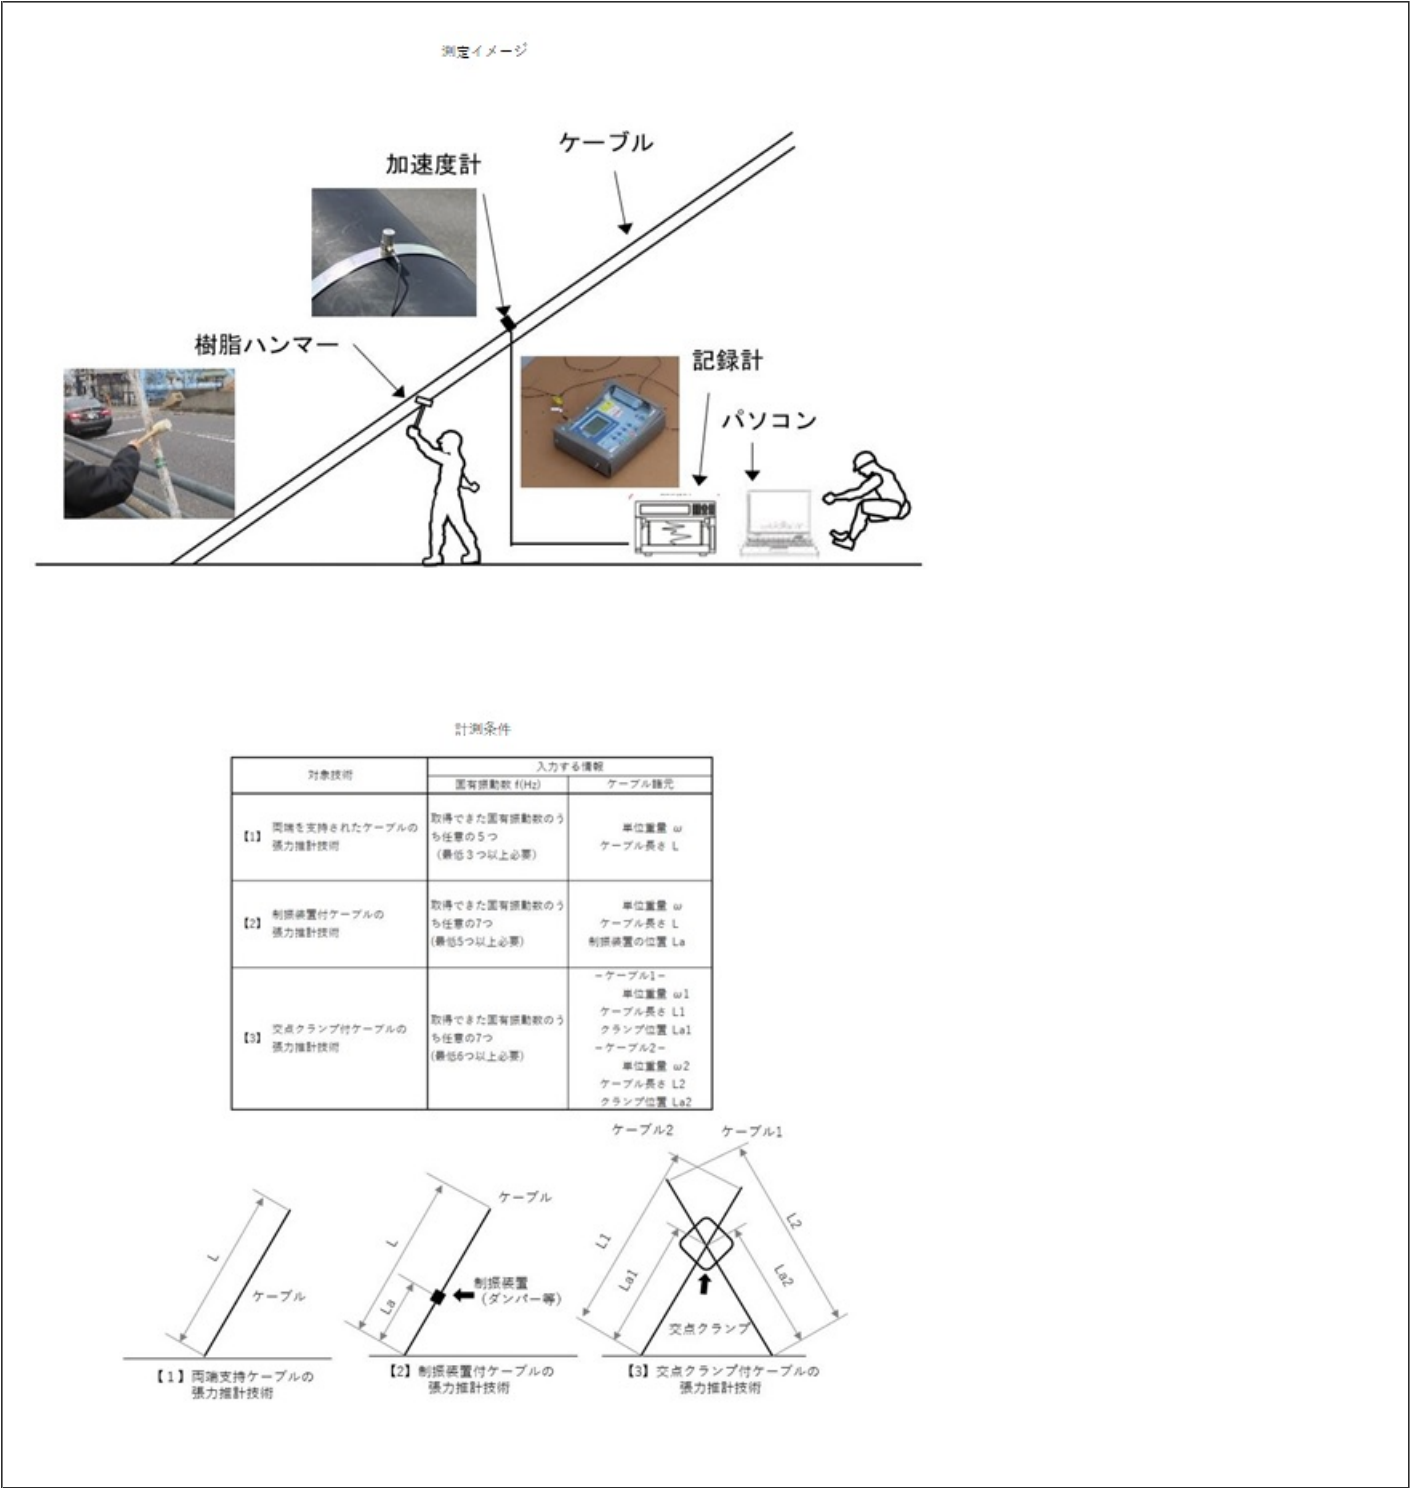 測定イメージ
ケーブル
加速度計
樹脂ハンマー
記録計
パソコン
計測条件
対象技術
入力する情報
固有振動数 f(Hz)
ケーブル諸元
【1】
両端を支持されたケーブルの
張力推計技術
取得できた固有振動数のう
ち任意の５つ
（最低３つ以上必要）
単位重量 ω
ケーブル長さ L
【2】
制振装置付ケーブルの
張力推計技術
取得できた固有振動数のう
ち任意の7つ
(最低5つ以上必要)
単位重量 ω
ケーブル長さ L
制振装置の位置 La
【3】
交点クランプ付ケーブルの
張力推計技術
取得できた固有振動数のう
ち任意の7つ
(最低6つ以上必要)
－ケーブル1－
単位重量 ω1
ケーブル長さ L1
クランプ位置 La1
－ケーブル2－
単位重量 ω2
ケーブル長さ L2
クランプ位置 La2
L
ケーブル
【１】両端支持ケーブルの
張力推計技術
ケーブル
L
La
制振装置
（ダンパー等）
【2】制振装置付ケーブルの
張力推計技術
ケーブル2
ケーブル1
L1
La1
L2
La2
交点クランプ
【3】交点クランプ付ケーブルの
張力推計技術